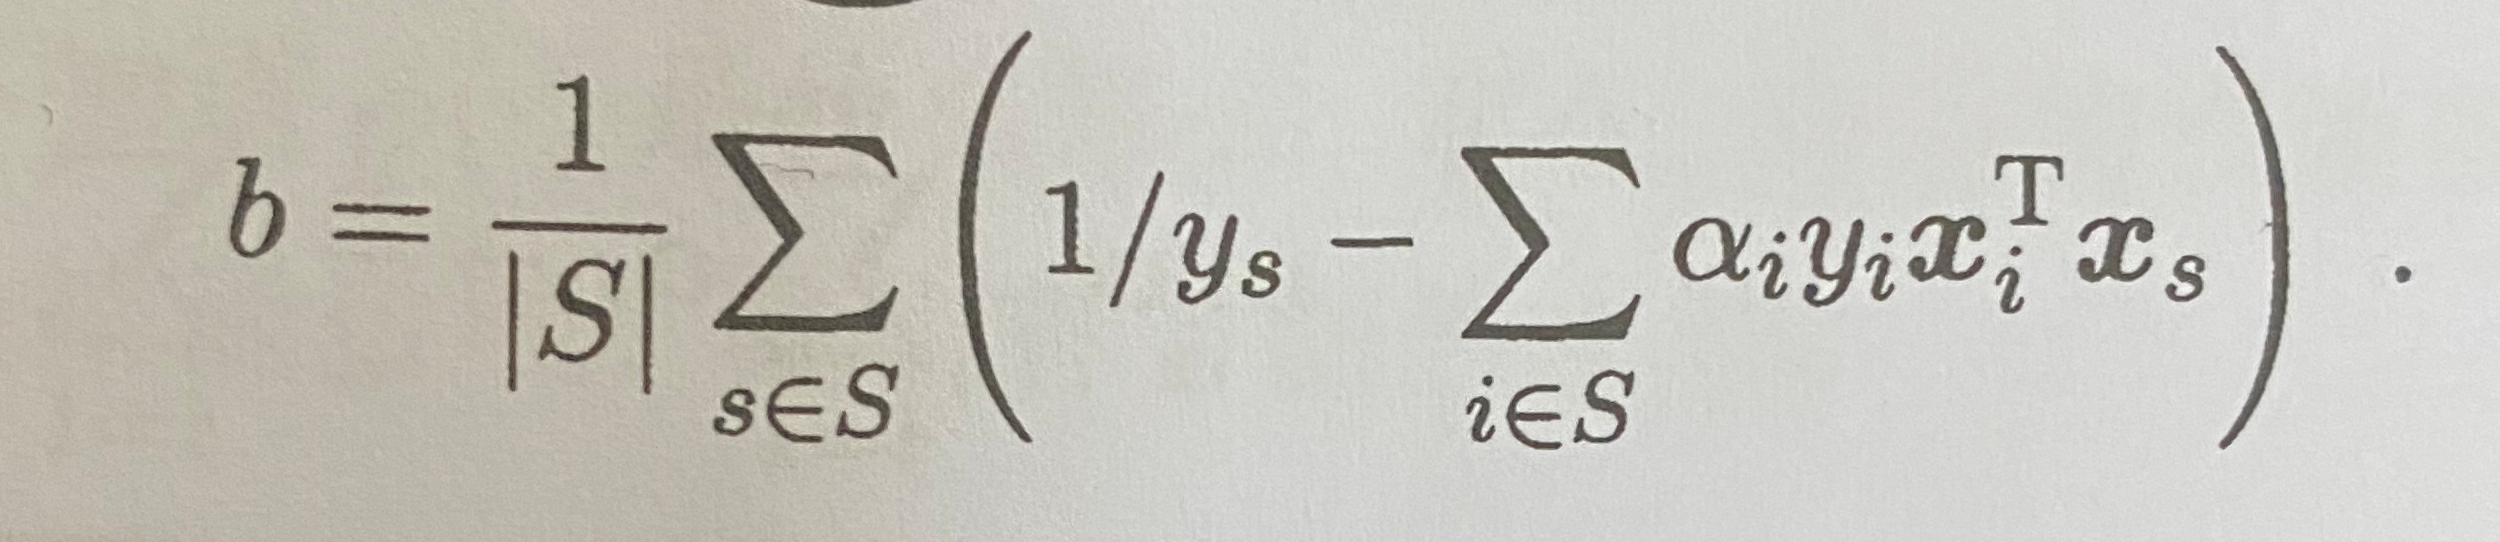 b = \frac{1}{|S|} \sum_{s \in S} \left( 1/y_s - \sum_{i \in S} \alpha_i y_i \boldsymbol{x}_i^{\mathrm{T}} \boldsymbol{x}_s \right) .